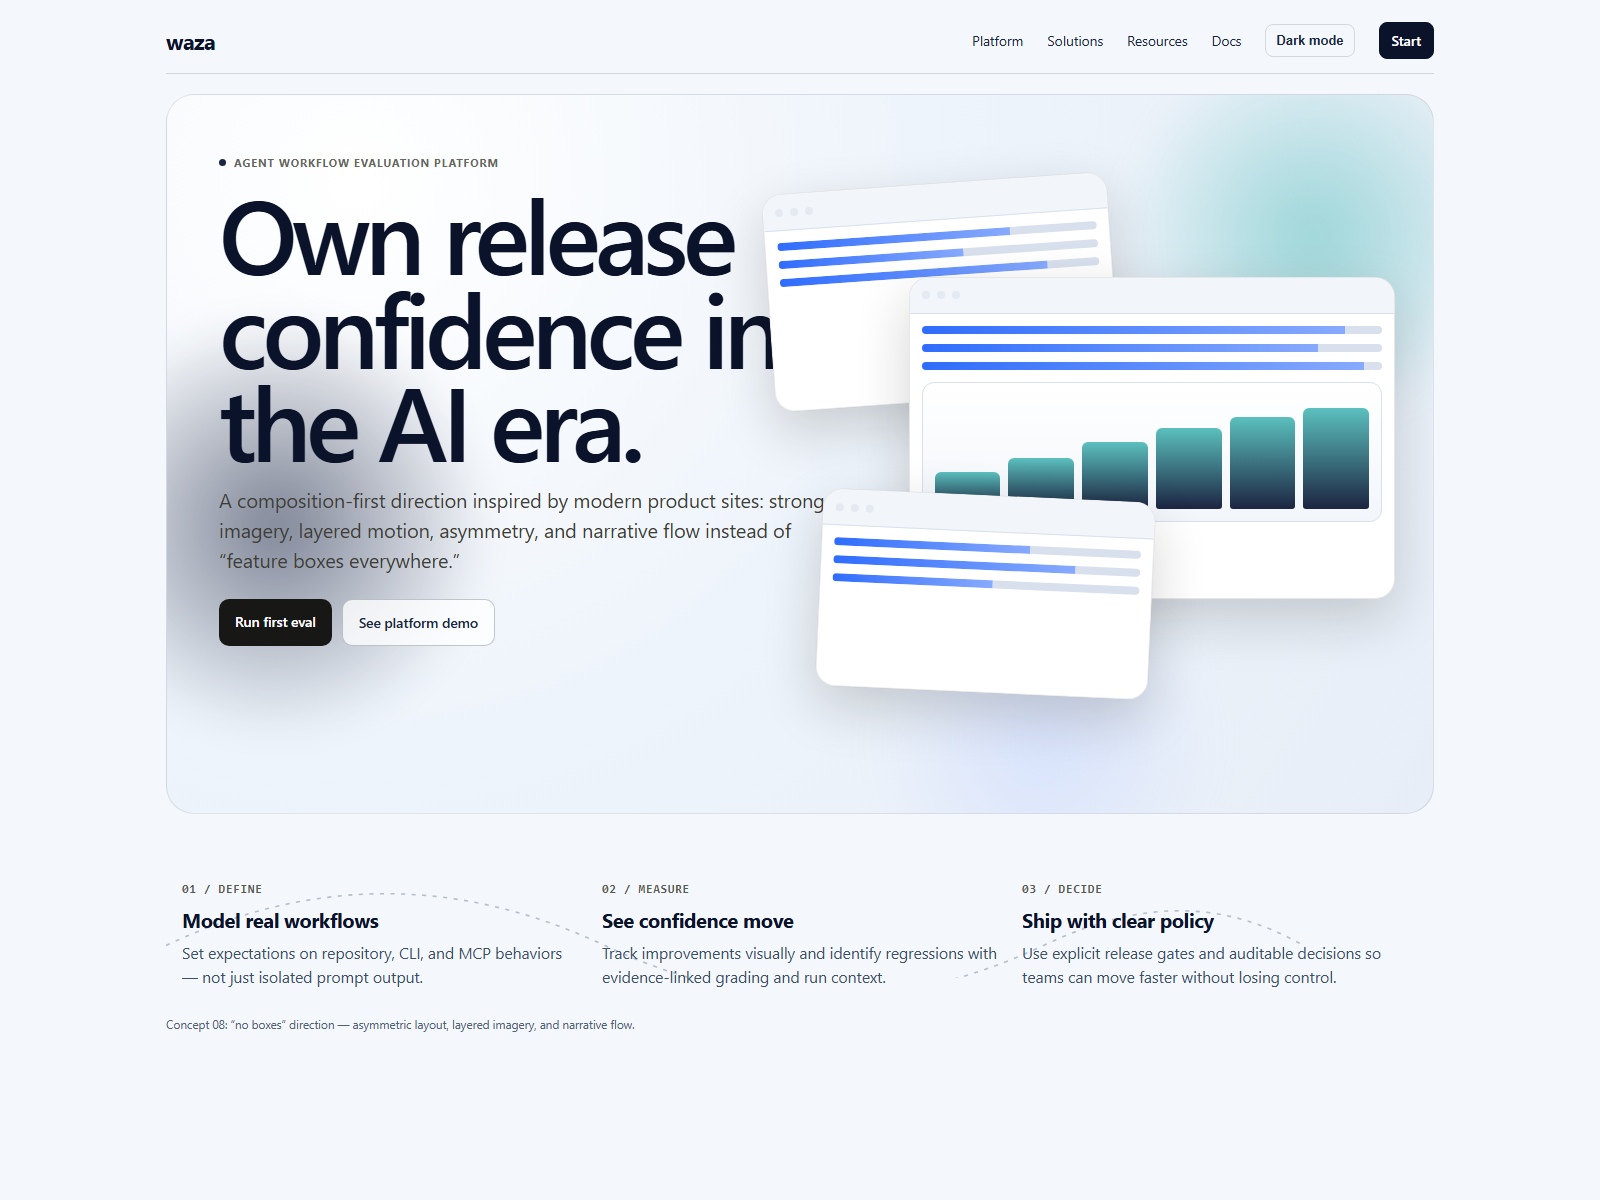 waza
Platform
Solutions
Resources
Docs
Dark mode
Start
AGENT WORKFLOW EVALUATION PLATFORM
Own release
confidence in
the AI era.
A composition-first direction inspired by modern product sites: strong
imagery, layered motion, asymmetry, and narrative flow instead of
“feature boxes everywhere.”
Run first eval
See platform demo
01 / DEFINE
Model real workflows
Set expectations on repository, CLI, and MCP behaviors
— not just isolated prompt output.
02 / MEASURE
See confidence move
Track improvements visually and identify regressions with
evidence-linked grading and run context.
03 / DECIDE
Ship with clear policy
Use explicit release gates and auditable decisions so
teams can move faster without losing control.
Concept 08: “no boxes” direction — asymmetric layout, layered imagery, and narrative flow.